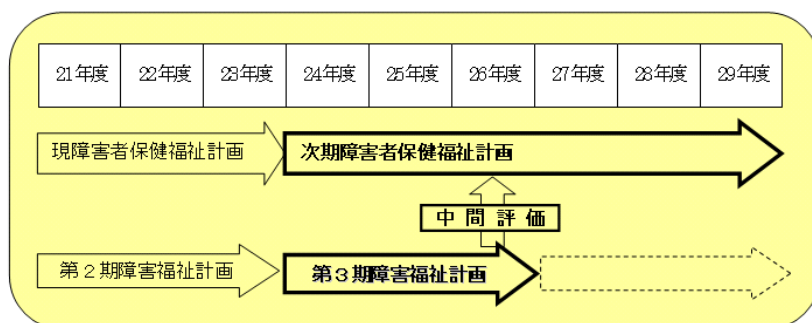 21年度 22年度 23年度 24年度 25年度 26年度 27年度 28年度 29年度
現障害者保健福祉計画 次期障害者保健福祉計画
中間評価
第2期障害福祉計画 第3期障害福祉計画